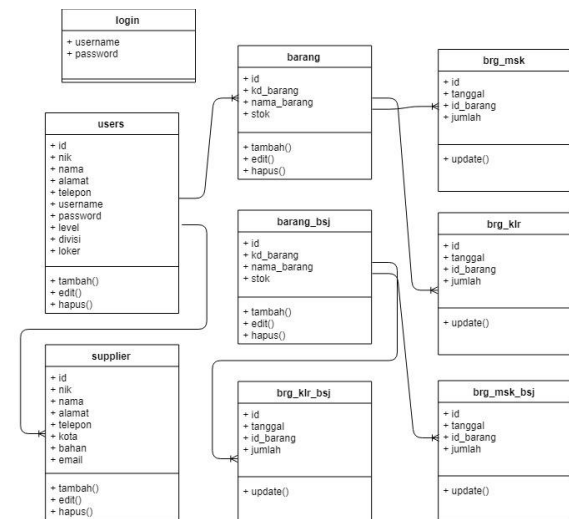 login
+ username
+ password
users
+ id
+ nik
+ nama
+ alamat
+ telepon
+ username
+ password
+ level
+ divisi
+ loker
+ tambah()
+ edit()
+ hapus()
supplier
+ id
+ nik
+ nama
+ alamat
+ telepon
+ kota
+ bahan
+ email
+ tambah()
+ edit()
+ hapus()
barang
+ id
+ kd_barang
+ nama_barang
+ stok
+ tambah()
+ edit()
+ hapus()
barang_bsj
+ id
+ kd_barang
+ nama_barang
+ stok
+ tambah()
+ edit()
+ hapus()
brg_klr_bsj
+ id
+ tanggal
+ id_barang
+ jumlah
+ update()
brg_msk
+ id
+ tanggal
+ id_barang
+ jumlah
+ update()
brg_klr
+ id
+ tanggal
+ id_barang
+ jumlah
+ update()
brg_msk_bsj
+ id
+ tanggal
+ id_barang
+ jumlah
+ update()